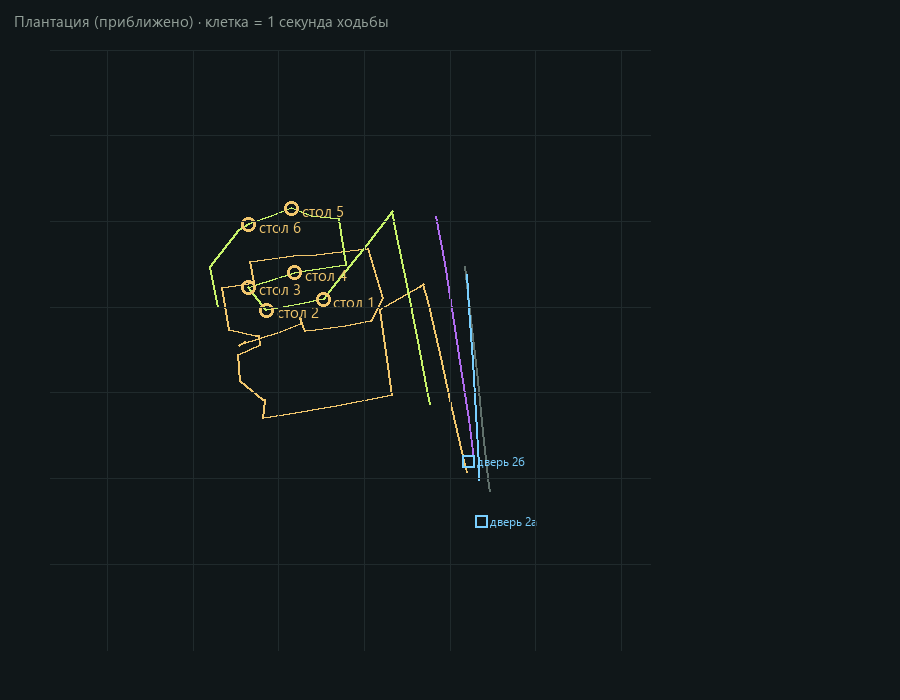 Плантация (приближено) · клетка = 1 секунда ходьбы
стол 5
стол 6
стол 4
стол 3
стол 1
стол 2
дверь 2б
дверь 2а